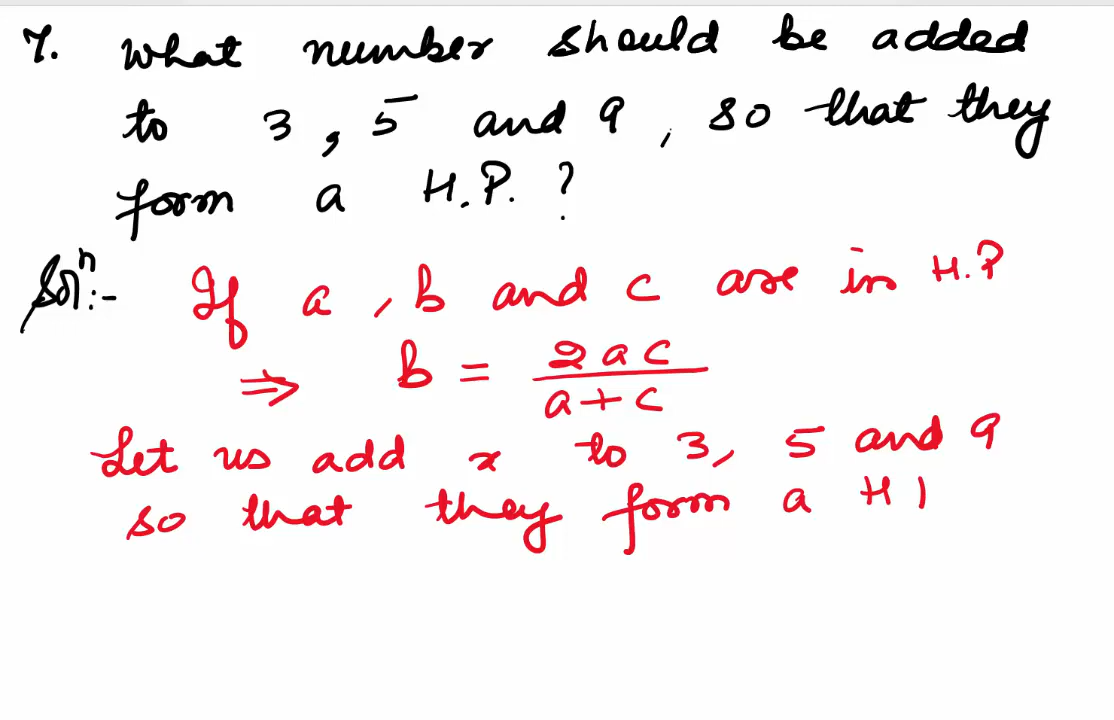 7. What number should be added
to 3, 5 and 9, so that they
form a H.P. ?
Solⁿ:- If a, b and c are in H.P
⇒ b = 2ac / a+c
Let us add x to 3, 5 and 9
so that they form a H